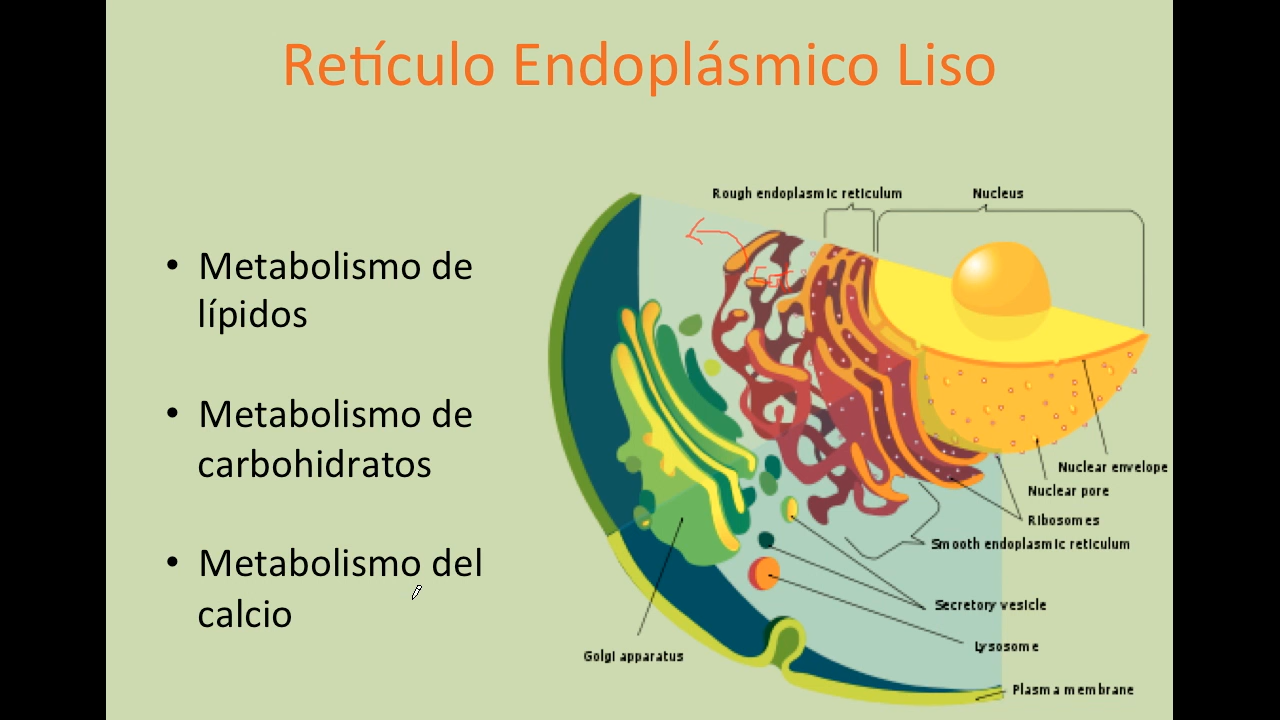 Retículo Endoplásmico Liso
• Metabolismo de
lípidos
• Metabolismo de
carbohidratos
• Metabolismo del
calcio
Rough endoplasmic reticulum
Nucleus
Nuclear envelope
Nuclear pore
Ribosomes
Smooth endoplasmic reticulum
Secretory vesicle
Lysosome
Golgi apparatus
Plasma membrane